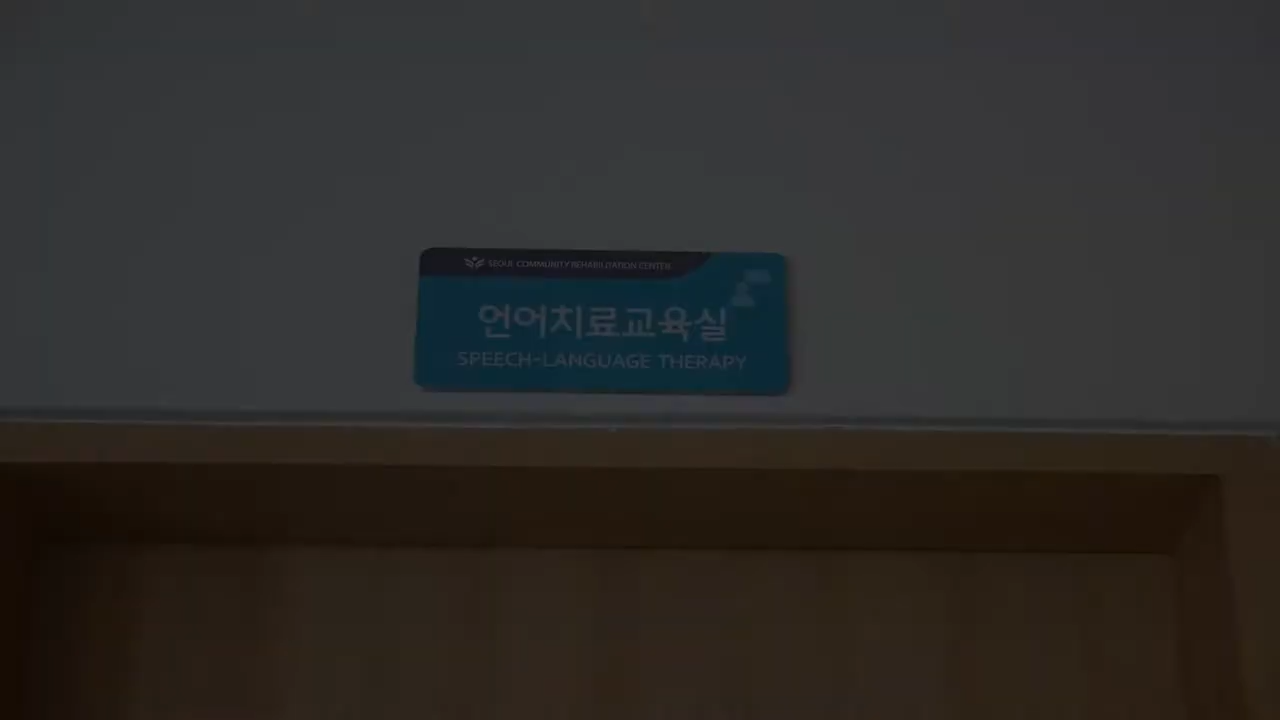 SEOUL COMMUNITY REHABILITATION CENTER
언어치료교육실
SPEECH-LANGUAGE THERAPY